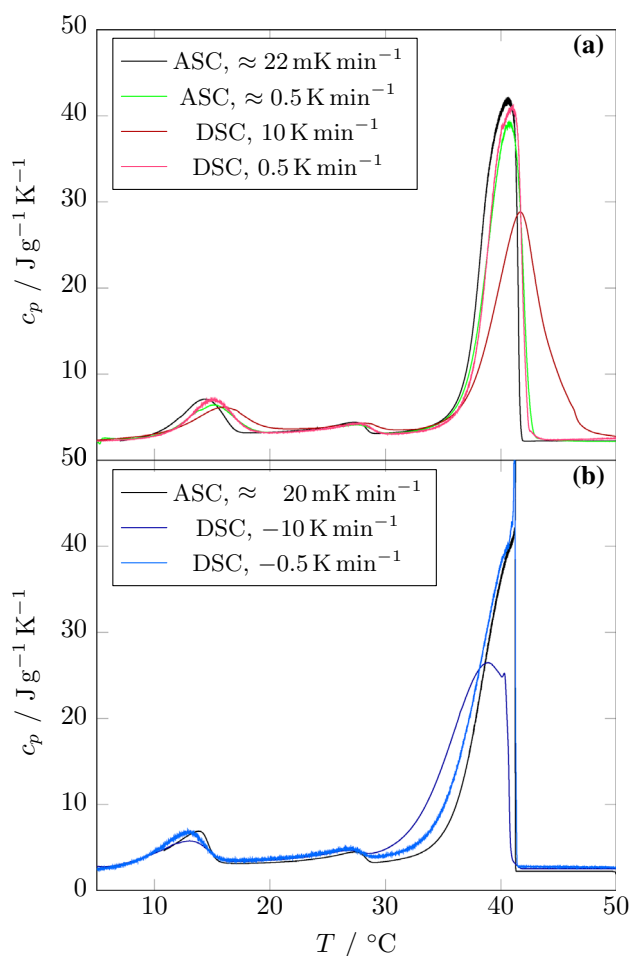 50
(a)
ASC, ≈ 22 mK min⁻¹
ASC, ≈ 0.5 K min⁻¹
DSC, 10 K min⁻¹
DSC, 0.5 K min⁻¹
40
30
20
10
c_p / J g⁻¹ K⁻¹
50
(b)
ASC, ≈ 20 mK min⁻¹
DSC, −10 K min⁻¹
DSC, −0.5 K min⁻¹
40
30
20
10
0
c_p / J g⁻¹ K⁻¹
10 20 30 40 50
T / °C